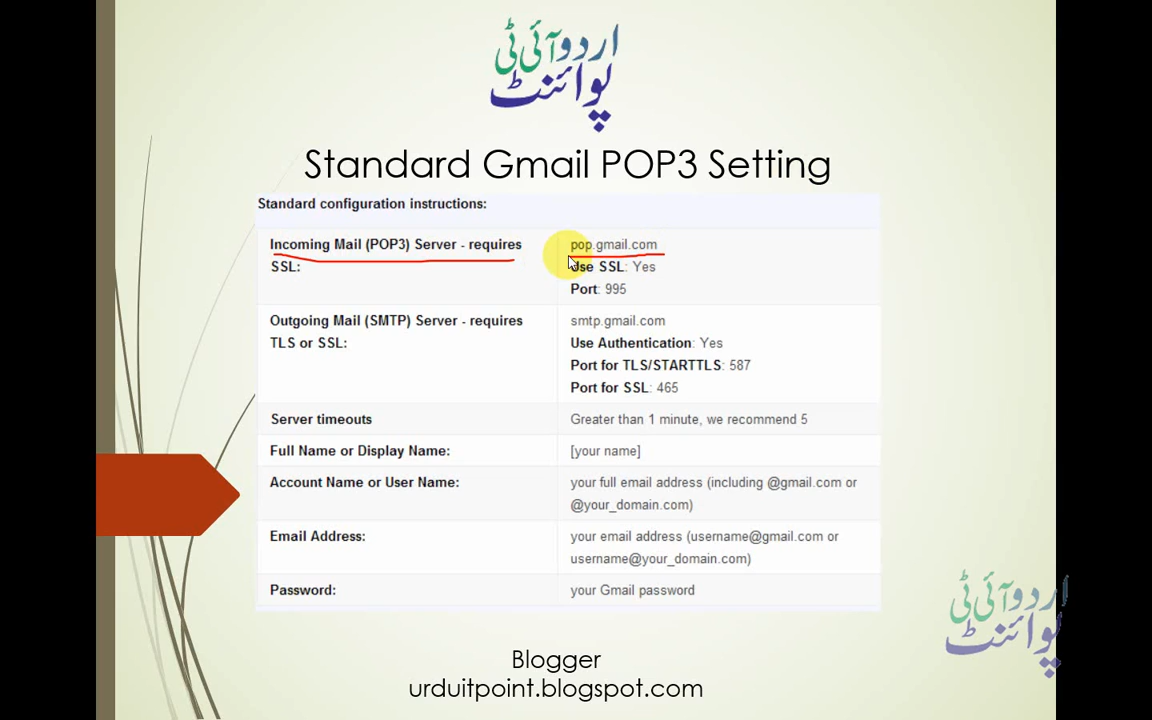 اردو آئی ٹی
پوائنٹ
Standard Gmail POP3 Setting
Standard configuration instructions:
Incoming Mail (POP3) Server - requires
SSL:
pop.gmail.com
Use SSL: Yes
Port: 995
Outgoing Mail (SMTP) Server - requires
TLS or SSL:
smtp.gmail.com
Use Authentication: Yes
Port for TLS/STARTTLS: 587
Port for SSL: 465
Server timeouts
Greater than 1 minute, we recommend 5
Full Name or Display Name:
[your name]
Account Name or User Name:
your full email address (including @gmail.com or
@your_domain.com)
Email Address:
your email address (username@gmail.com or
username@your_domain.com)
Password:
your Gmail password
اردو آئی ٹی
پوائنٹ
Blogger
urduitpoint.blogspot.com